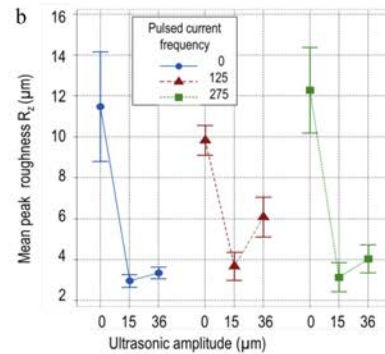 b
Pulsed current
frequency
0
125
275
16
14
12
10
8
6
4
2
Mean peak roughness Rz (μm)
0 15 36 0 15 36 0 15 36
Ultrasonic amplitude (μm)